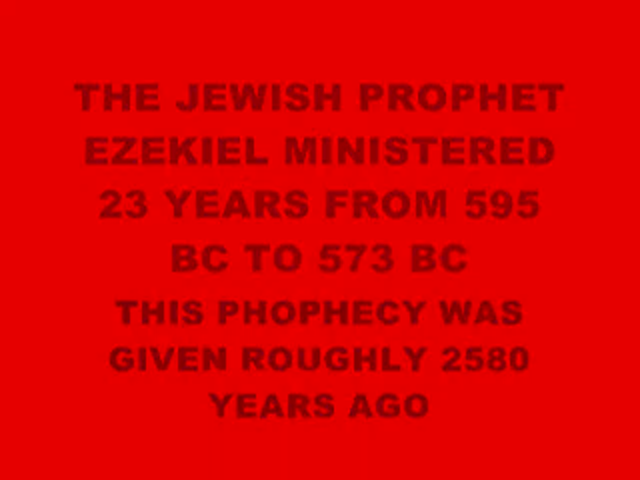 THE JEWISH PROPHET
EZEKIEL MINISTERED
23 YEARS FROM 595
BC TO 573 BC
THIS PHOPHECY WAS
GIVEN ROUGHLY 2580
YEARS AGO